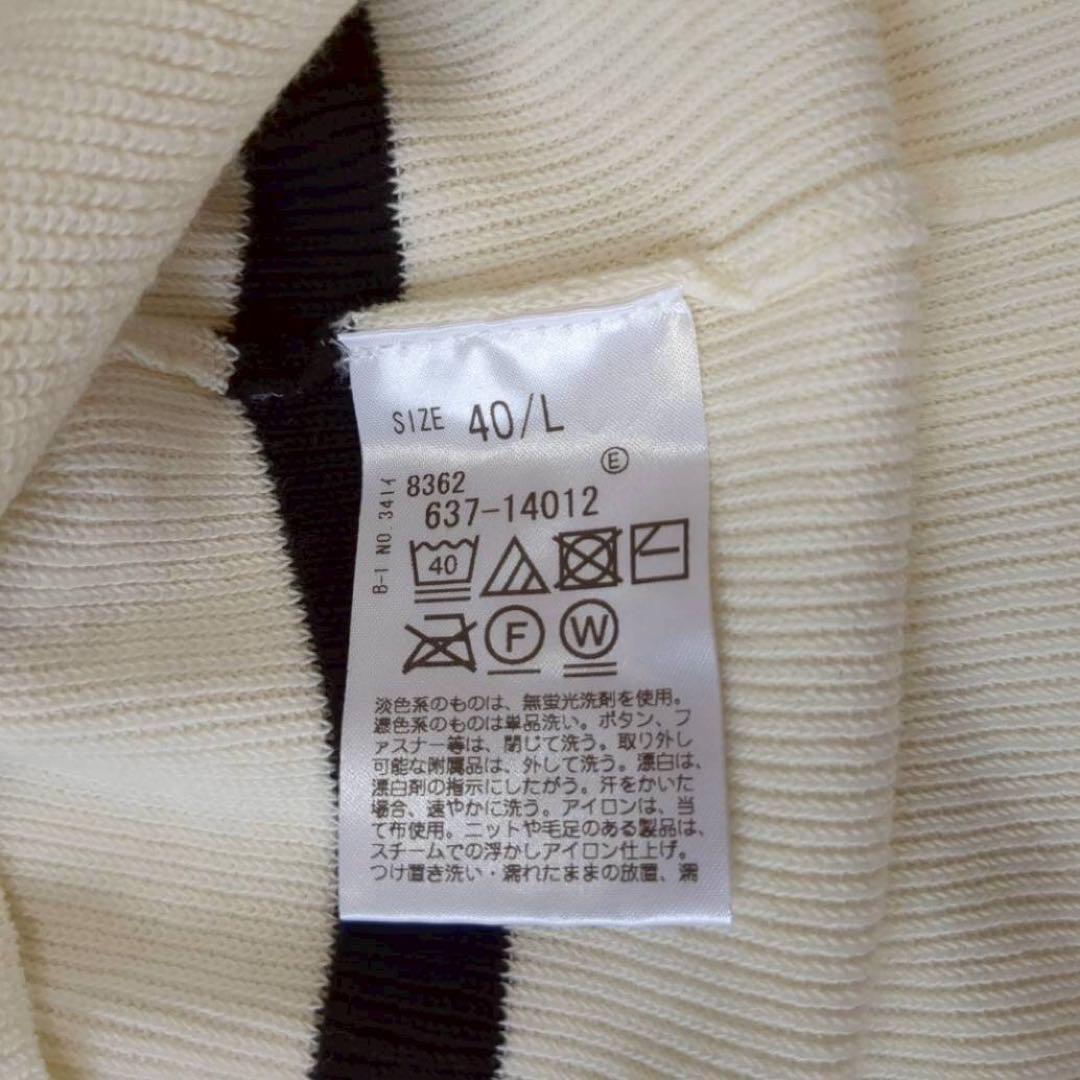 SIZE 40/L
E
8362
637-14012
B-1 NO.341イ
40
F W
淡色系のものは、無蛍光洗剤を使用。
濃色系のものは単品洗い。ボタン、フ
ァスナー等は、閉じて洗う。取り外し
可能な附属品は、外して洗う。漂白は、
漂白剤の指示にしたがう。汗をかいた
場合、速やかに洗う。アイロンは、当
て布使用。ニットや毛足のある製品は、
スチームでの浮かしアイロン仕上げ。
つけ置き洗い・濡れたままの放置、濡